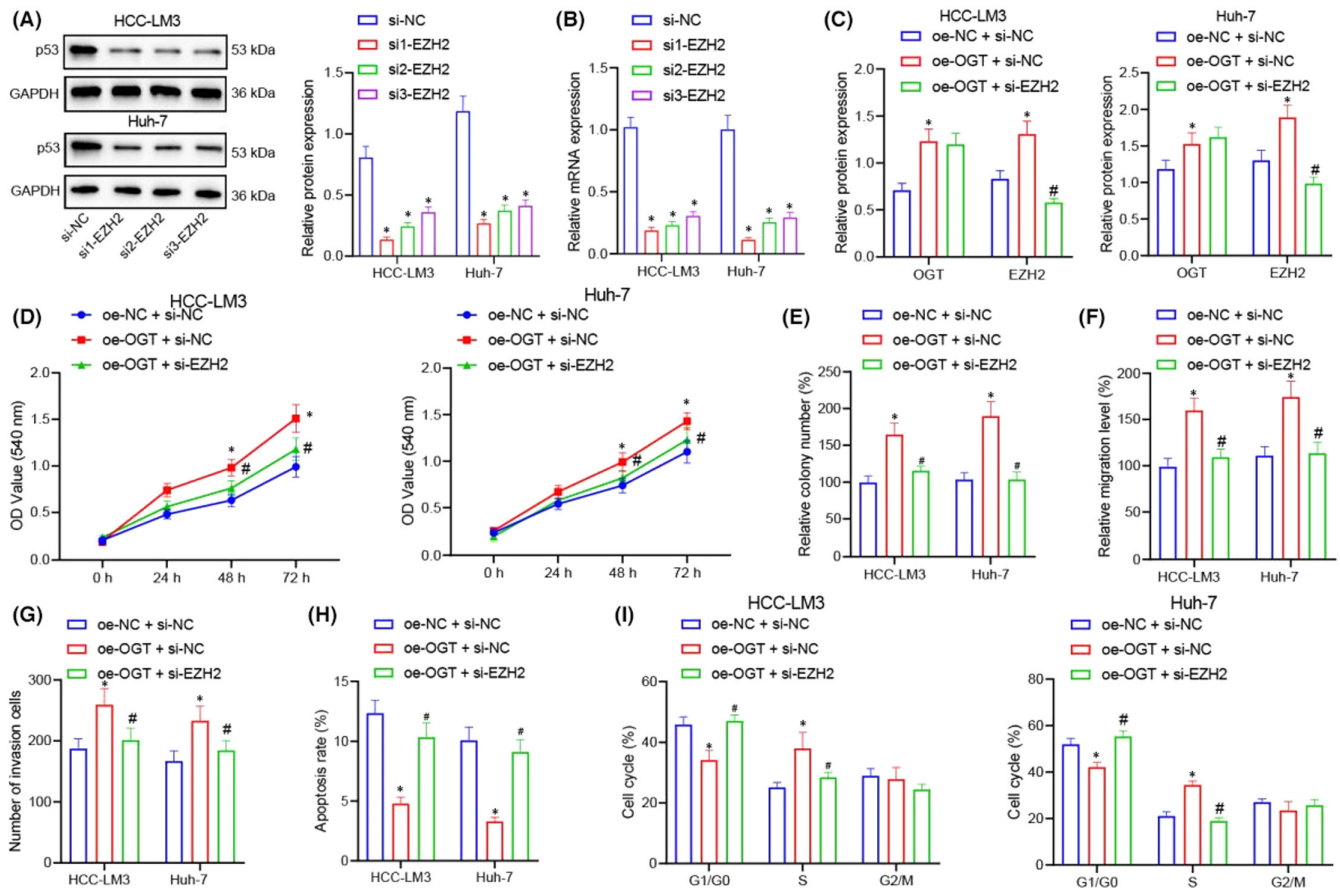 (A)
HCC-LM3
p53
53 kDa
GAPDH
36 kDa
Huh-7
p53
53 kDa
GAPDH
36 kDa
si-NC
si1-EZH2
si2-EZH2
si3-EZH2
si-NC
si1-EZH2
si2-EZH2
si3-EZH2
Relative protein expression
1.5
1.0
0.5
0.0
* * * * * *
HCC-LM3 Huh-7
(B)
si-NC
si1-EZH2
si2-EZH2
si3-EZH2
Relative mRNA expression
1.5
1.0
0.5
0.0
* * * * * *
HCC-LM3 Huh-7
(C)
HCC-LM3
oe-NC + si-NC
oe-OGT + si-NC
oe-OGT + si-EZH2
Relative protein expression
2.0
1.5
1.0
0.5
0.0
* * #
OGT EZH2
Huh-7
oe-NC + si-NC
oe-OGT + si-NC
oe-OGT + si-EZH2
Relative protein expression
2.5
2.0
1.5
1.0
0.5
0.0
* * #
OGT EZH2
(D)
HCC-LM3
oe-NC + si-NC
oe-OGT + si-NC
oe-OGT + si-EZH2
OD Value (540 nm)
2.0
1.5
1.0
0.5
0.0
* # * #
0 h 24 h 48 h 72 h
Huh-7
oe-NC + si-NC
oe-OGT + si-NC
oe-OGT + si-EZH2
OD Value (540 nm)
2.0
1.5
1.0
0.5
0.0
* # * #
0 h 24 h 48 h 72 h
(E)
oe-NC + si-NC
oe-OGT + si-NC
oe-OGT + si-EZH2
Relative colony number (%)
250
200
150
100
50
0
* # * #
HCC-LM3 Huh-7
(F)
oe-NC + si-NC
oe-OGT + si-NC
oe-OGT + si-EZH2
Relative migration level (%)
200
150
100
50
0
* # * #
HCC-LM3 Huh-7
(G)
oe-NC + si-NC
oe-OGT + si-NC
oe-OGT + si-EZH2
Number of invasion cells
300
200
100
0
* # * #
HCC-LM3 Huh-7
(H)
oe-NC + si-NC
oe-OGT + si-NC
oe-OGT + si-EZH2
Apoptosis rate (%)
15
10
5
0
* # * #
HCC-LM3 Huh-7
(I)
HCC-LM3
oe-NC + si-NC
oe-OGT + si-NC
oe-OGT + si-EZH2
Cell cycle (%)
60
40
20
0
* # * #
G1/G0 S G2/M
Huh-7
oe-NC + si-NC
oe-OGT + si-NC
oe-OGT + si-EZH2
Cell cycle (%)
80
60
40
20
0
* # * #
G1/G0 S G2/M